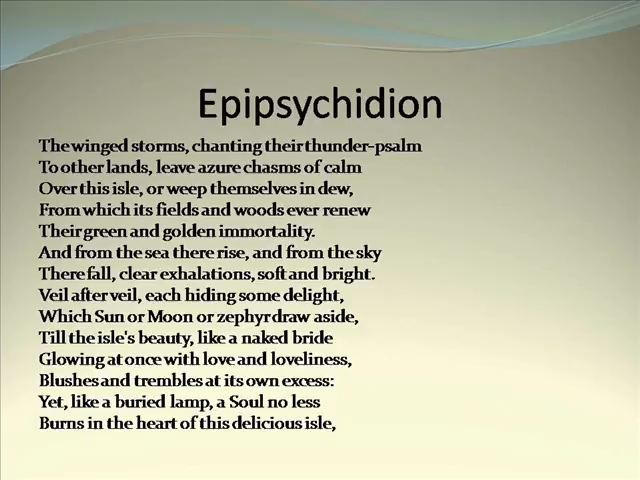 Epipsychidion
The winged storms, chanting their thunder-psalm
To other lands, leave azure chasms of calm
Over this isle, or weep themselves in dew,
From which its fields and woods ever renew
Their green and golden immortality.
And from the sea there rise, and from the sky
There fall, clear exhalations, soft and bright.
Veil after veil, each hiding some delight,
Which Sun or Moon or zephyr draw aside,
Till the isle's beauty, like a naked bride
Glowing at once with love and loveliness,
Blushes and trembles at its own excess:
Yet, like a buried lamp, a Soul no less
Burns in the heart of this delicious isle,